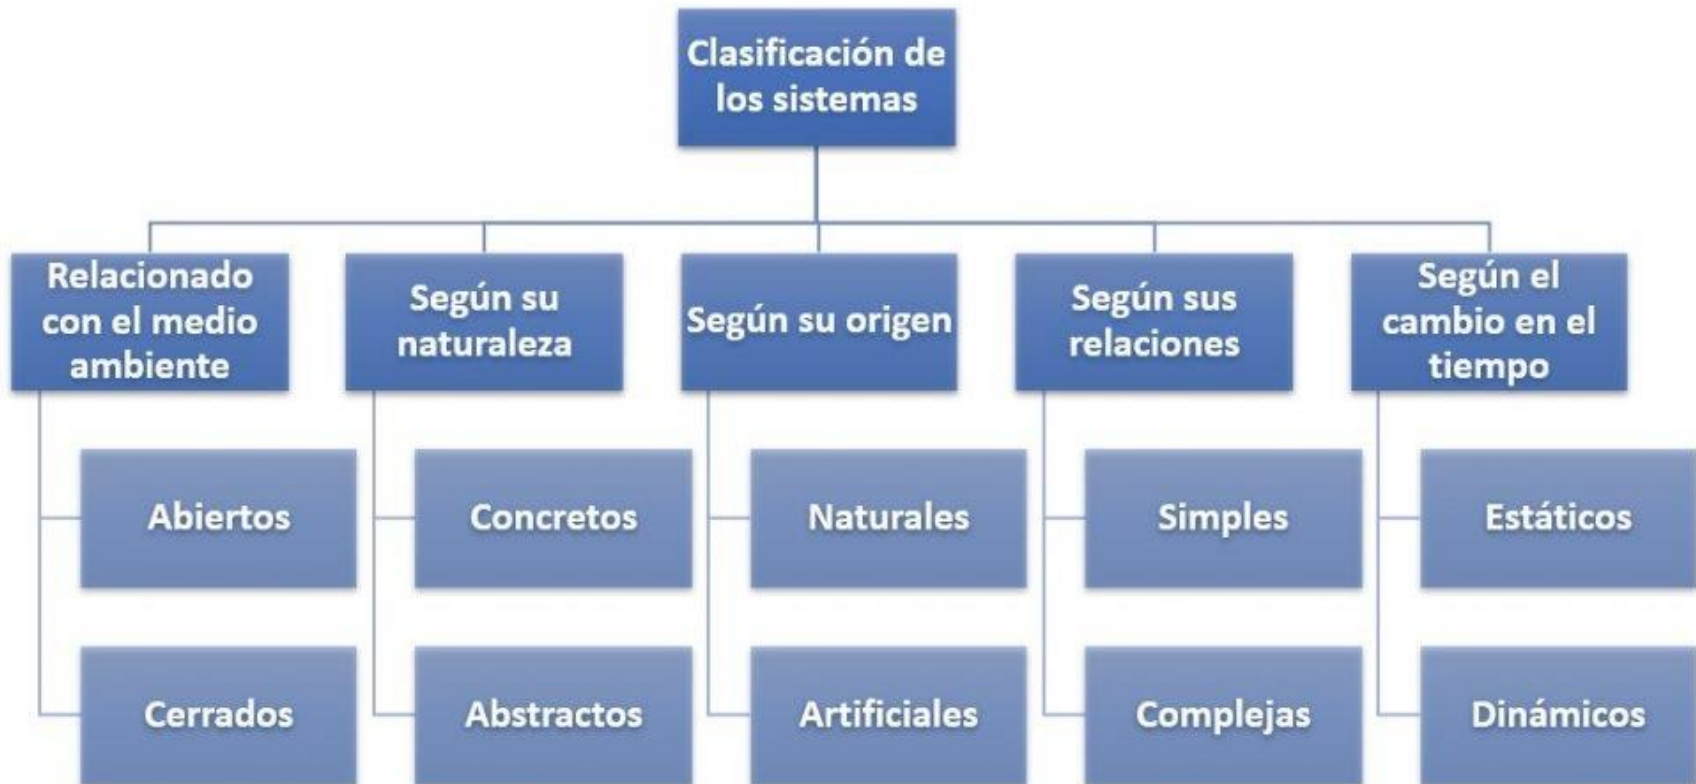 Clasificación de
los sistemas
Relacionado
con el medio
ambiente
Según su
naturaleza
Según su origen
Según sus
relaciones
Según el
cambio en el
tiempo
Abiertos
Concretos
Naturales
Simples
Estáticos
Cerrados
Abstractos
Artificiales
Complejas
Dinámicos